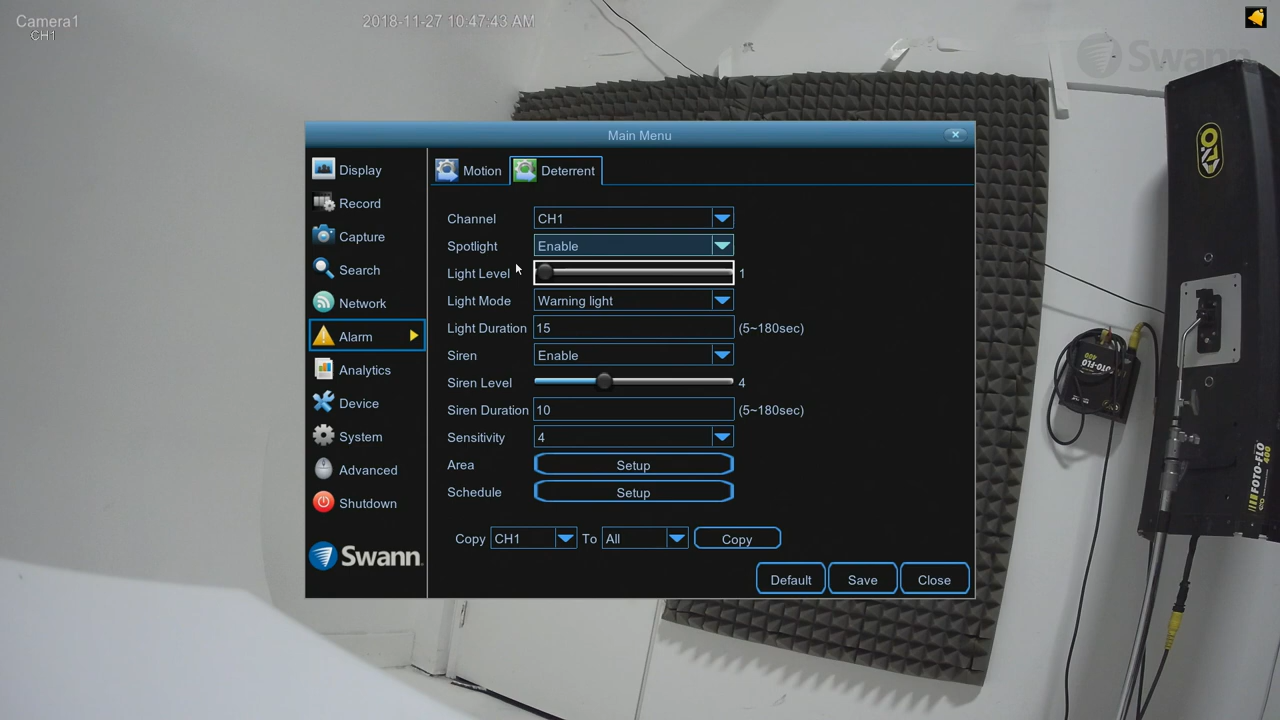 Camera1
CH1
2018-11-27 10:47:43 AM
Swann
Main Menu
Display
Record
Capture
Search
Network
Alarm
Analytics
Device
System
Advanced
Shutdown
Swann
Motion Deterrent
Channel CH1
Spotlight Enable
Light Level 1
Light Mode Warning light
Light Duration 15 (5~180sec)
Siren Enable
Siren Level 4
Siren Duration 10 (5~180sec)
Sensitivity 4
Area Setup
Schedule Setup
Copy CH1 To All Copy
Default Save Close
FOTO-FLO
400